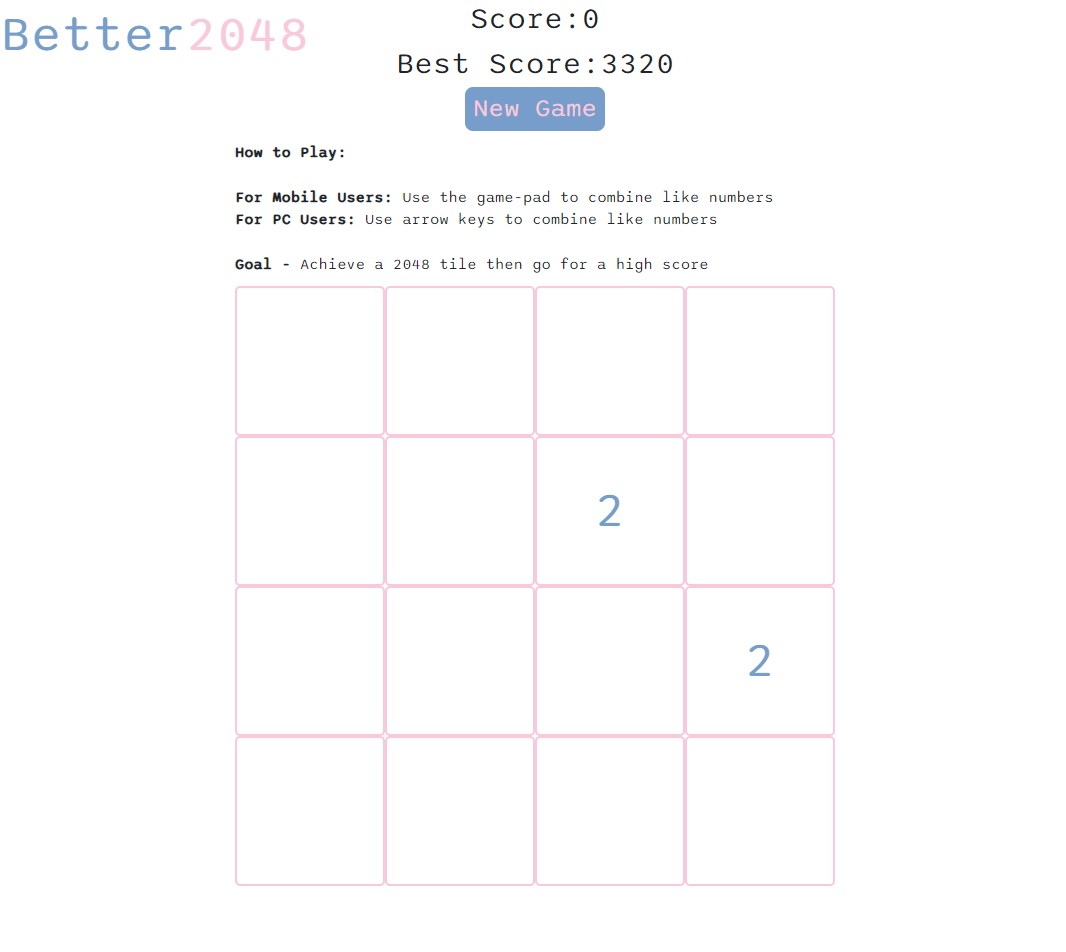 Better2048
Score:0
Best Score:3320
New Game
How to Play:
For Mobile Users: Use the game-pad to combine like numbers
For PC Users: Use arrow keys to combine like numbers
Goal - Achieve a 2048 tile then go for a high score
2
2